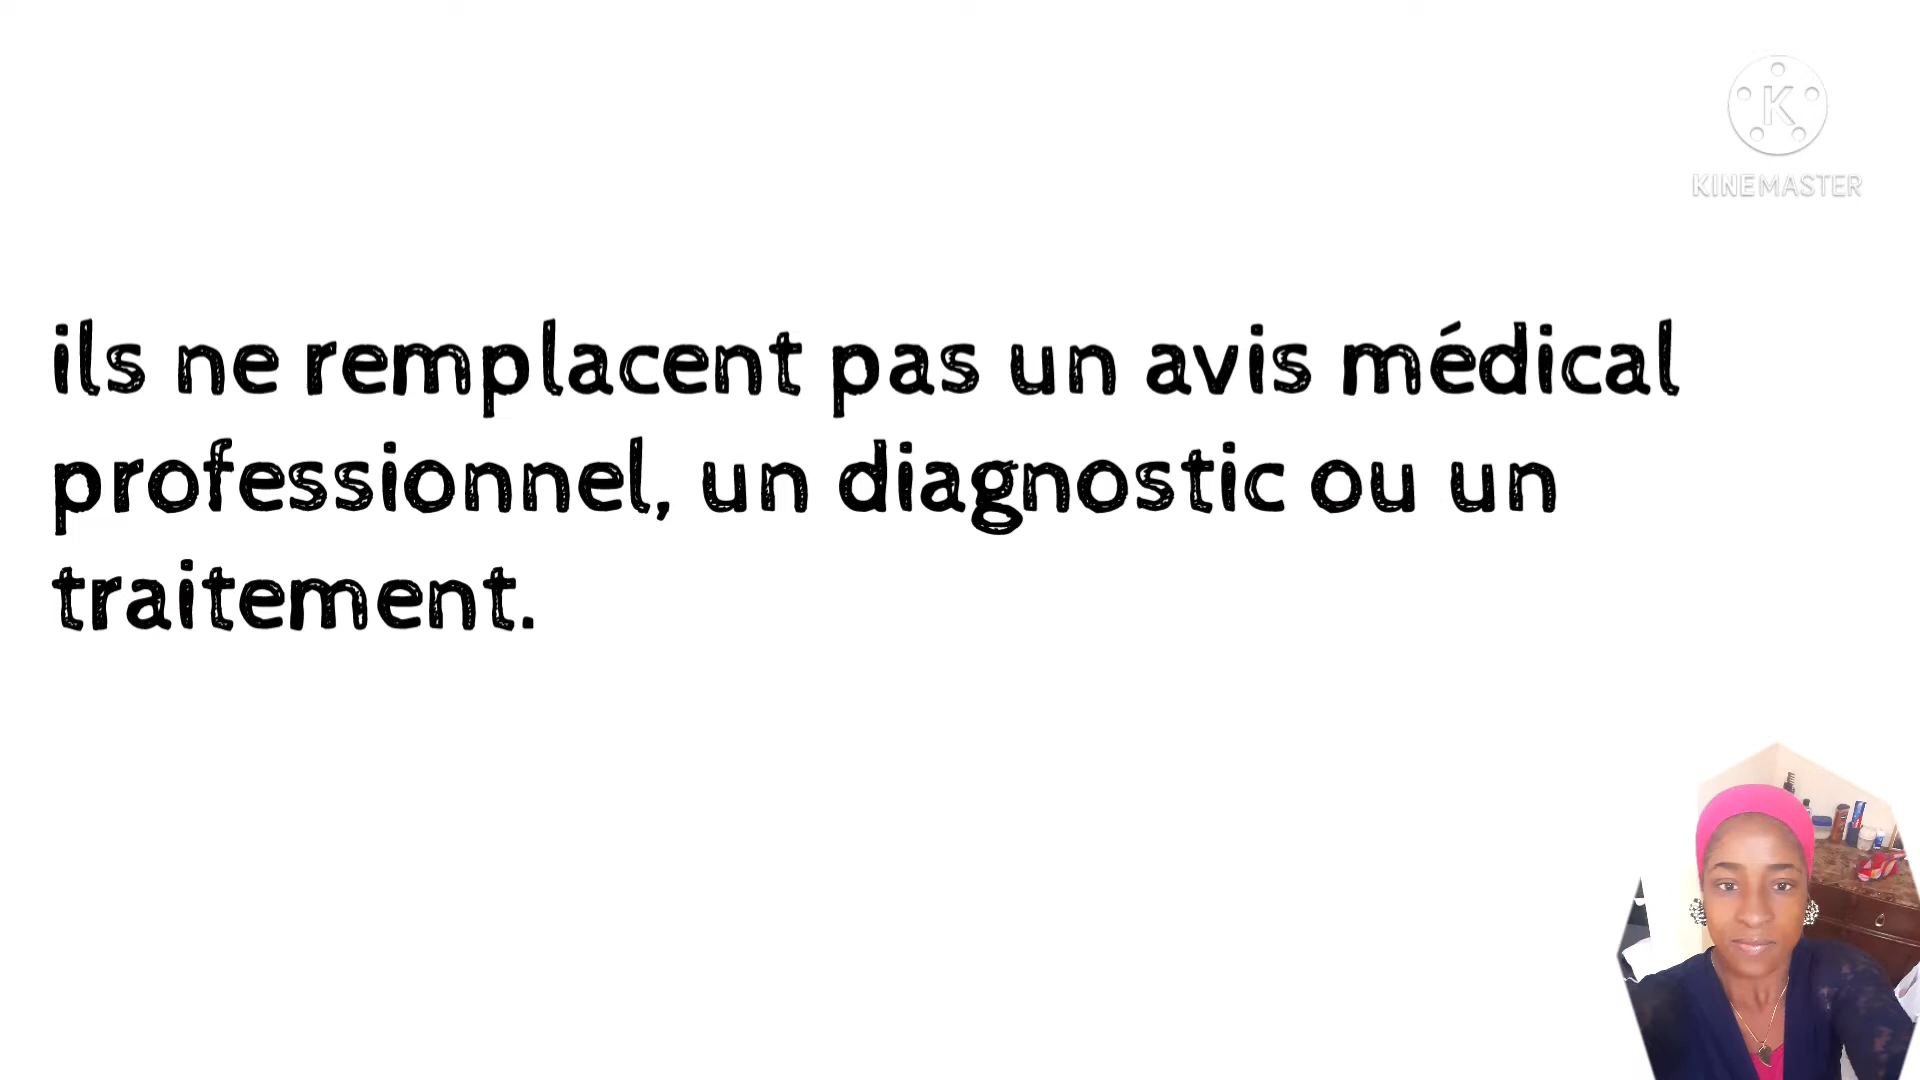 K
KINEMASTER
ils ne remplacent pas un avis médical
professionnel, un diagnostic ou un
traitement.